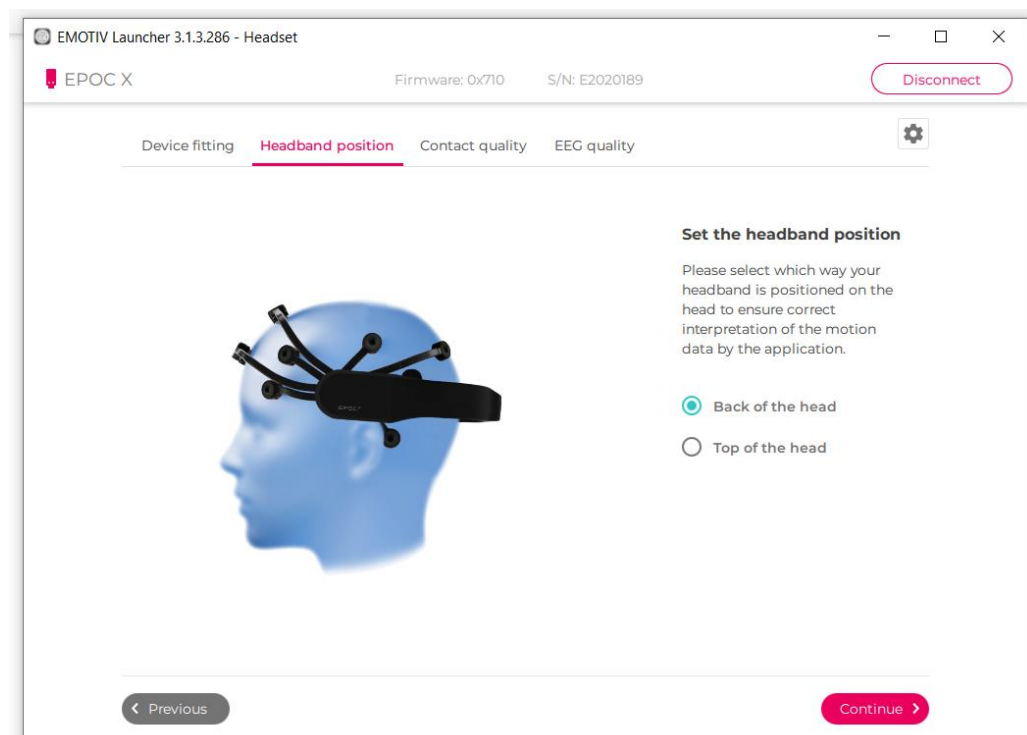 EMOTIV Launcher 3.1.3.286 - Headset
EPOC X
Firmware: 0x710
S/N: E2020189
Disconnect
Device fitting
Headband position
Contact quality
EEG quality
Set the headband position
Please select which way your
headband is positioned on the
head to ensure correct
interpretation of the motion
data by the application.
Back of the head
Top of the head
Previous
Continue